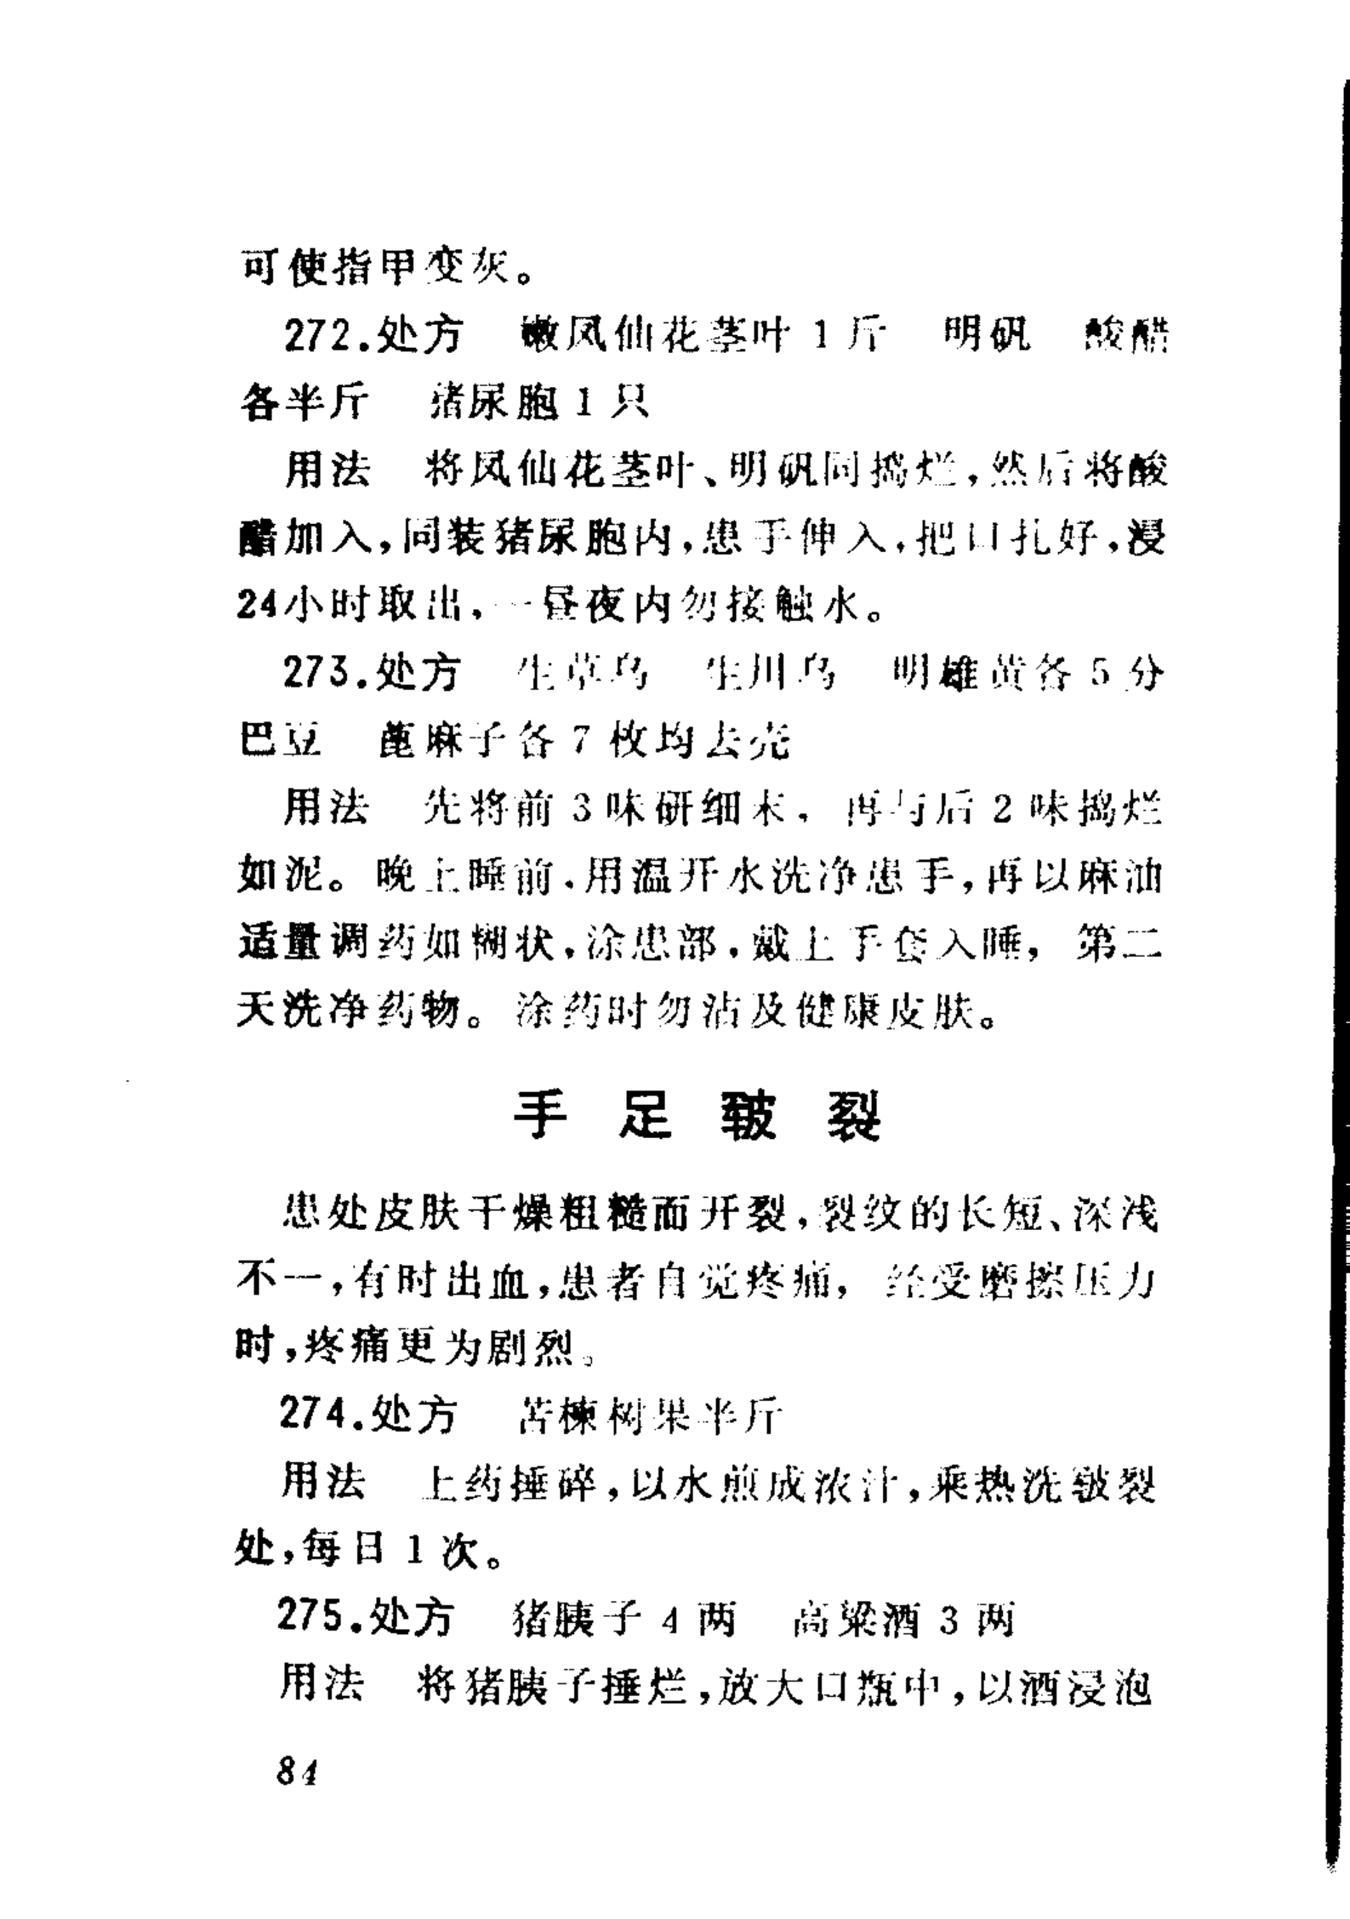 可使指甲变灰。
272.处方　嫩凤仙花茎叶1斤　明矾　酸醋
各半斤　猪尿胞1只
用法　将凤仙花茎叶、明矾同捣烂,然后将酸
醋加入,同装猪尿胞内,患手伸入,把口扎好,浸
24小时取出,一昼夜内勿接触水。
273.处方　生草乌　生川乌　明雄黄各5分
巴豆　蓖麻子各7枚均去壳
用法　先将前3味研细末,再与后2味捣烂
如泥。晚上睡前,用温开水洗净患手,再以麻油
适量调药如糊状,涂患部,戴上手套入睡,第二
天洗净药物。涂药时勿沾及健康皮肤。
手足皲裂
患处皮肤干燥粗糙而开裂,裂纹的长短、深浅
不一,有时出血,患者自觉疼痛,经受磨擦压力
时,疼痛更为剧烈。
274.处方　苦楝树果半斤
用法　上药捶碎,以水煎成浓汁,乘热洗皲裂
处,每日1次。
275.处方　猪胰子4两　高粱酒3两
用法　将猪胰子捶烂,放大口瓶中,以酒浸泡
84